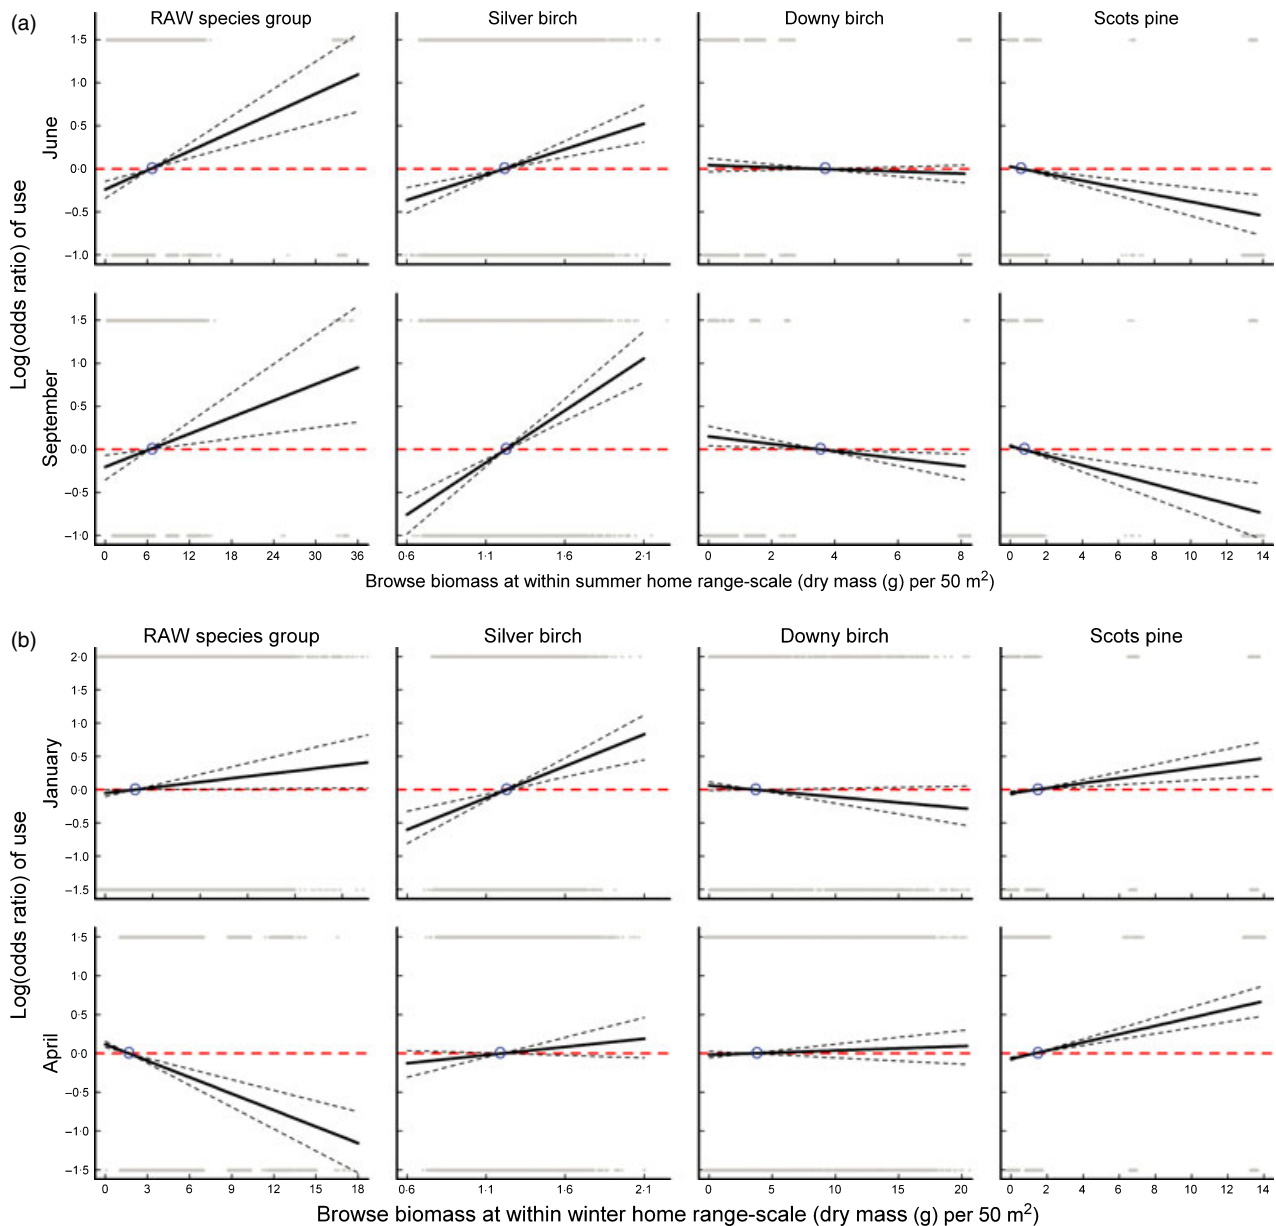 (a)
RAW species group Silver birch Downy birch Scots pine
Log(odds ratio) of use
June
1·5
1·0
0·5
0·0
−0·5
−1·0
September
1·5
1·0
0·5
0·0
−0·5
−1·0
0 6 12 18 24 30 36 0·6 1·1 1·6 2·1 0 2 4 6 8 0 2 4 6 8 10 12 14
Browse biomass at within summer home range-scale (dry mass (g) per 50 m²)
(b)
RAW species group Silver birch Downy birch Scots pine
Log(odds ratio) of use
January
2·0
1·5
1·0
0·5
0·0
−0·5
−1·0
−1·5
April
1·5
1·0
0·5
0·0
−0·5
−1·0
−1·5
0 3 6 9 12 15 18 0·6 1·1 1·6 2·1 0 5 10 15 20 0 2 4 6 8 10 12 14
Browse biomass at within winter home range-scale (dry mass (g) per 50 m²)